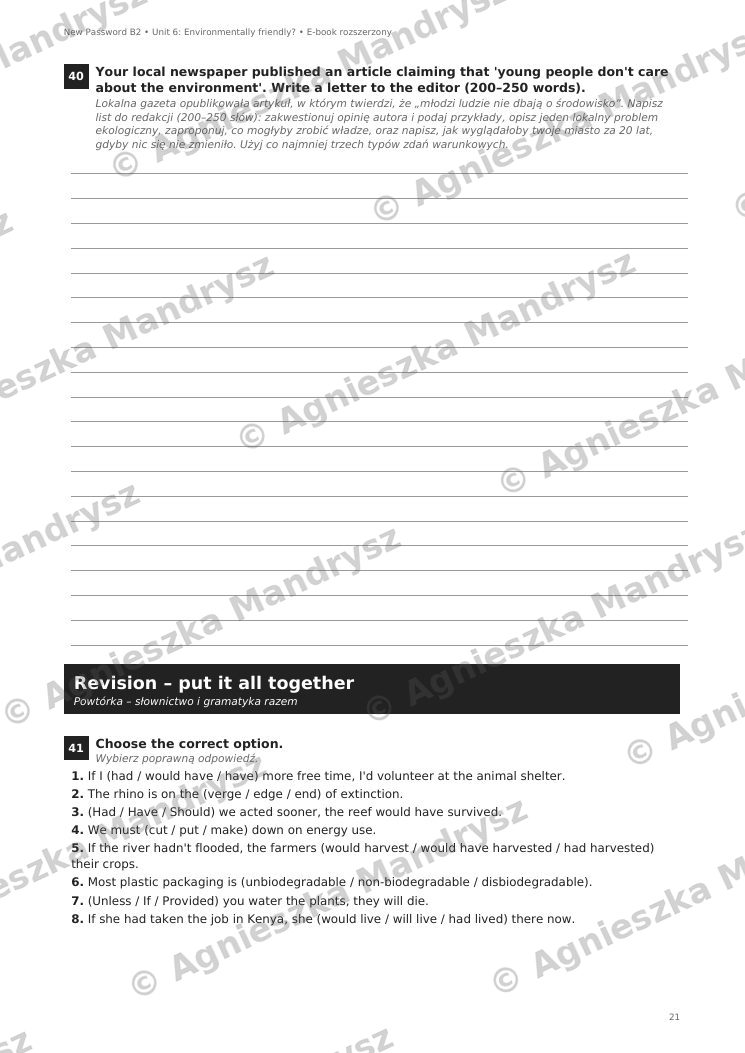 New Password B2 • Unit 6: Environmentally friendly? • E-book rozszerzony
40 Your local newspaper published an article claiming that 'young people don't care
about the environment'. Write a letter to the editor (200–250 words).
Lokalna gazeta opublikowała artykuł, w którym twierdzi, że „młodzi ludzie nie dbają o środowisko”. Napisz
list do redakcji (200–250 słów): zakwestionuj opinię autora i podaj przykłady, opisz jeden lokalny problem
ekologiczny, zaproponuj, co mogłyby zrobić władze, oraz napisz, jak wyglądałoby twoje miasto za 20 lat,
gdyby nic się nie zmieniło. Użyj co najmniej trzech typów zdań warunkowych.
Revision – put it all together
Powtórka – słownictwo i gramatyka razem
41 Choose the correct option.
Wybierz poprawną odpowiedź.
1. If I (had / would have / have) more free time, I'd volunteer at the animal shelter.
2. The rhino is on the (verge / edge / end) of extinction.
3. (Had / Have / Should) we acted sooner, the reef would have survived.
4. We must (cut / put / make) down on energy use.
5. If the river hadn't flooded, the farmers (would harvest / would have harvested / had harvested)
their crops.
6. Most plastic packaging is (unbiodegradable / non-biodegradable / disbiodegradable).
7. (Unless / If / Provided) you water the plants, they will die.
8. If she had taken the job in Kenya, she (would live / will live / had lived) there now.
21
© Agnieszka Mandrysz